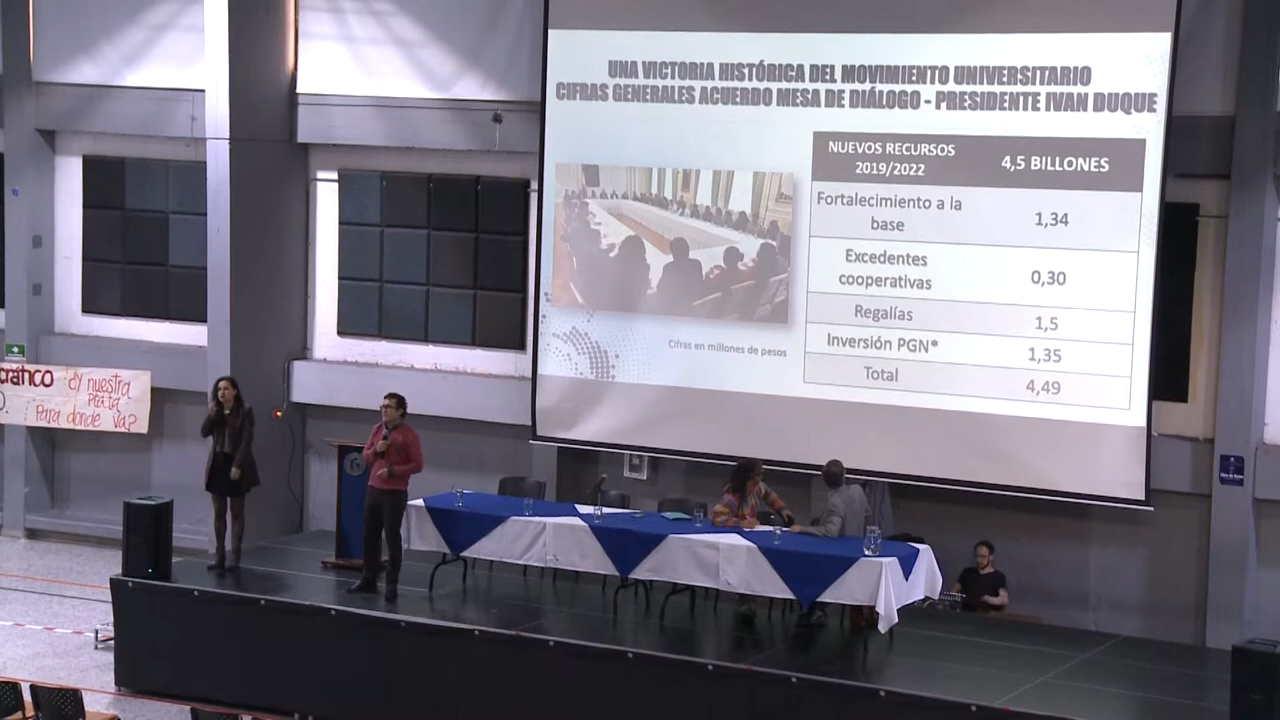 UNA VICTORIA HISTÓRICA DEL MOVIMIENTO UNIVERSITARIO
CIFRAS GENERALES ACUERDO MESA DE DIÁLOGO - PRESIDENTE IVAN DUQUE
NUEVOS RECURSOS
2019/2022
4,5 BILLONES
Fortalecimiento a la
base
1,34
Excedentes
cooperativas
0,30
Regalías
1,5
Inversión PGN*
1,35
Total
4,49
Cifras en millones de pesos
crático ¿y nuestra
plata
O. ¡Para donde va?